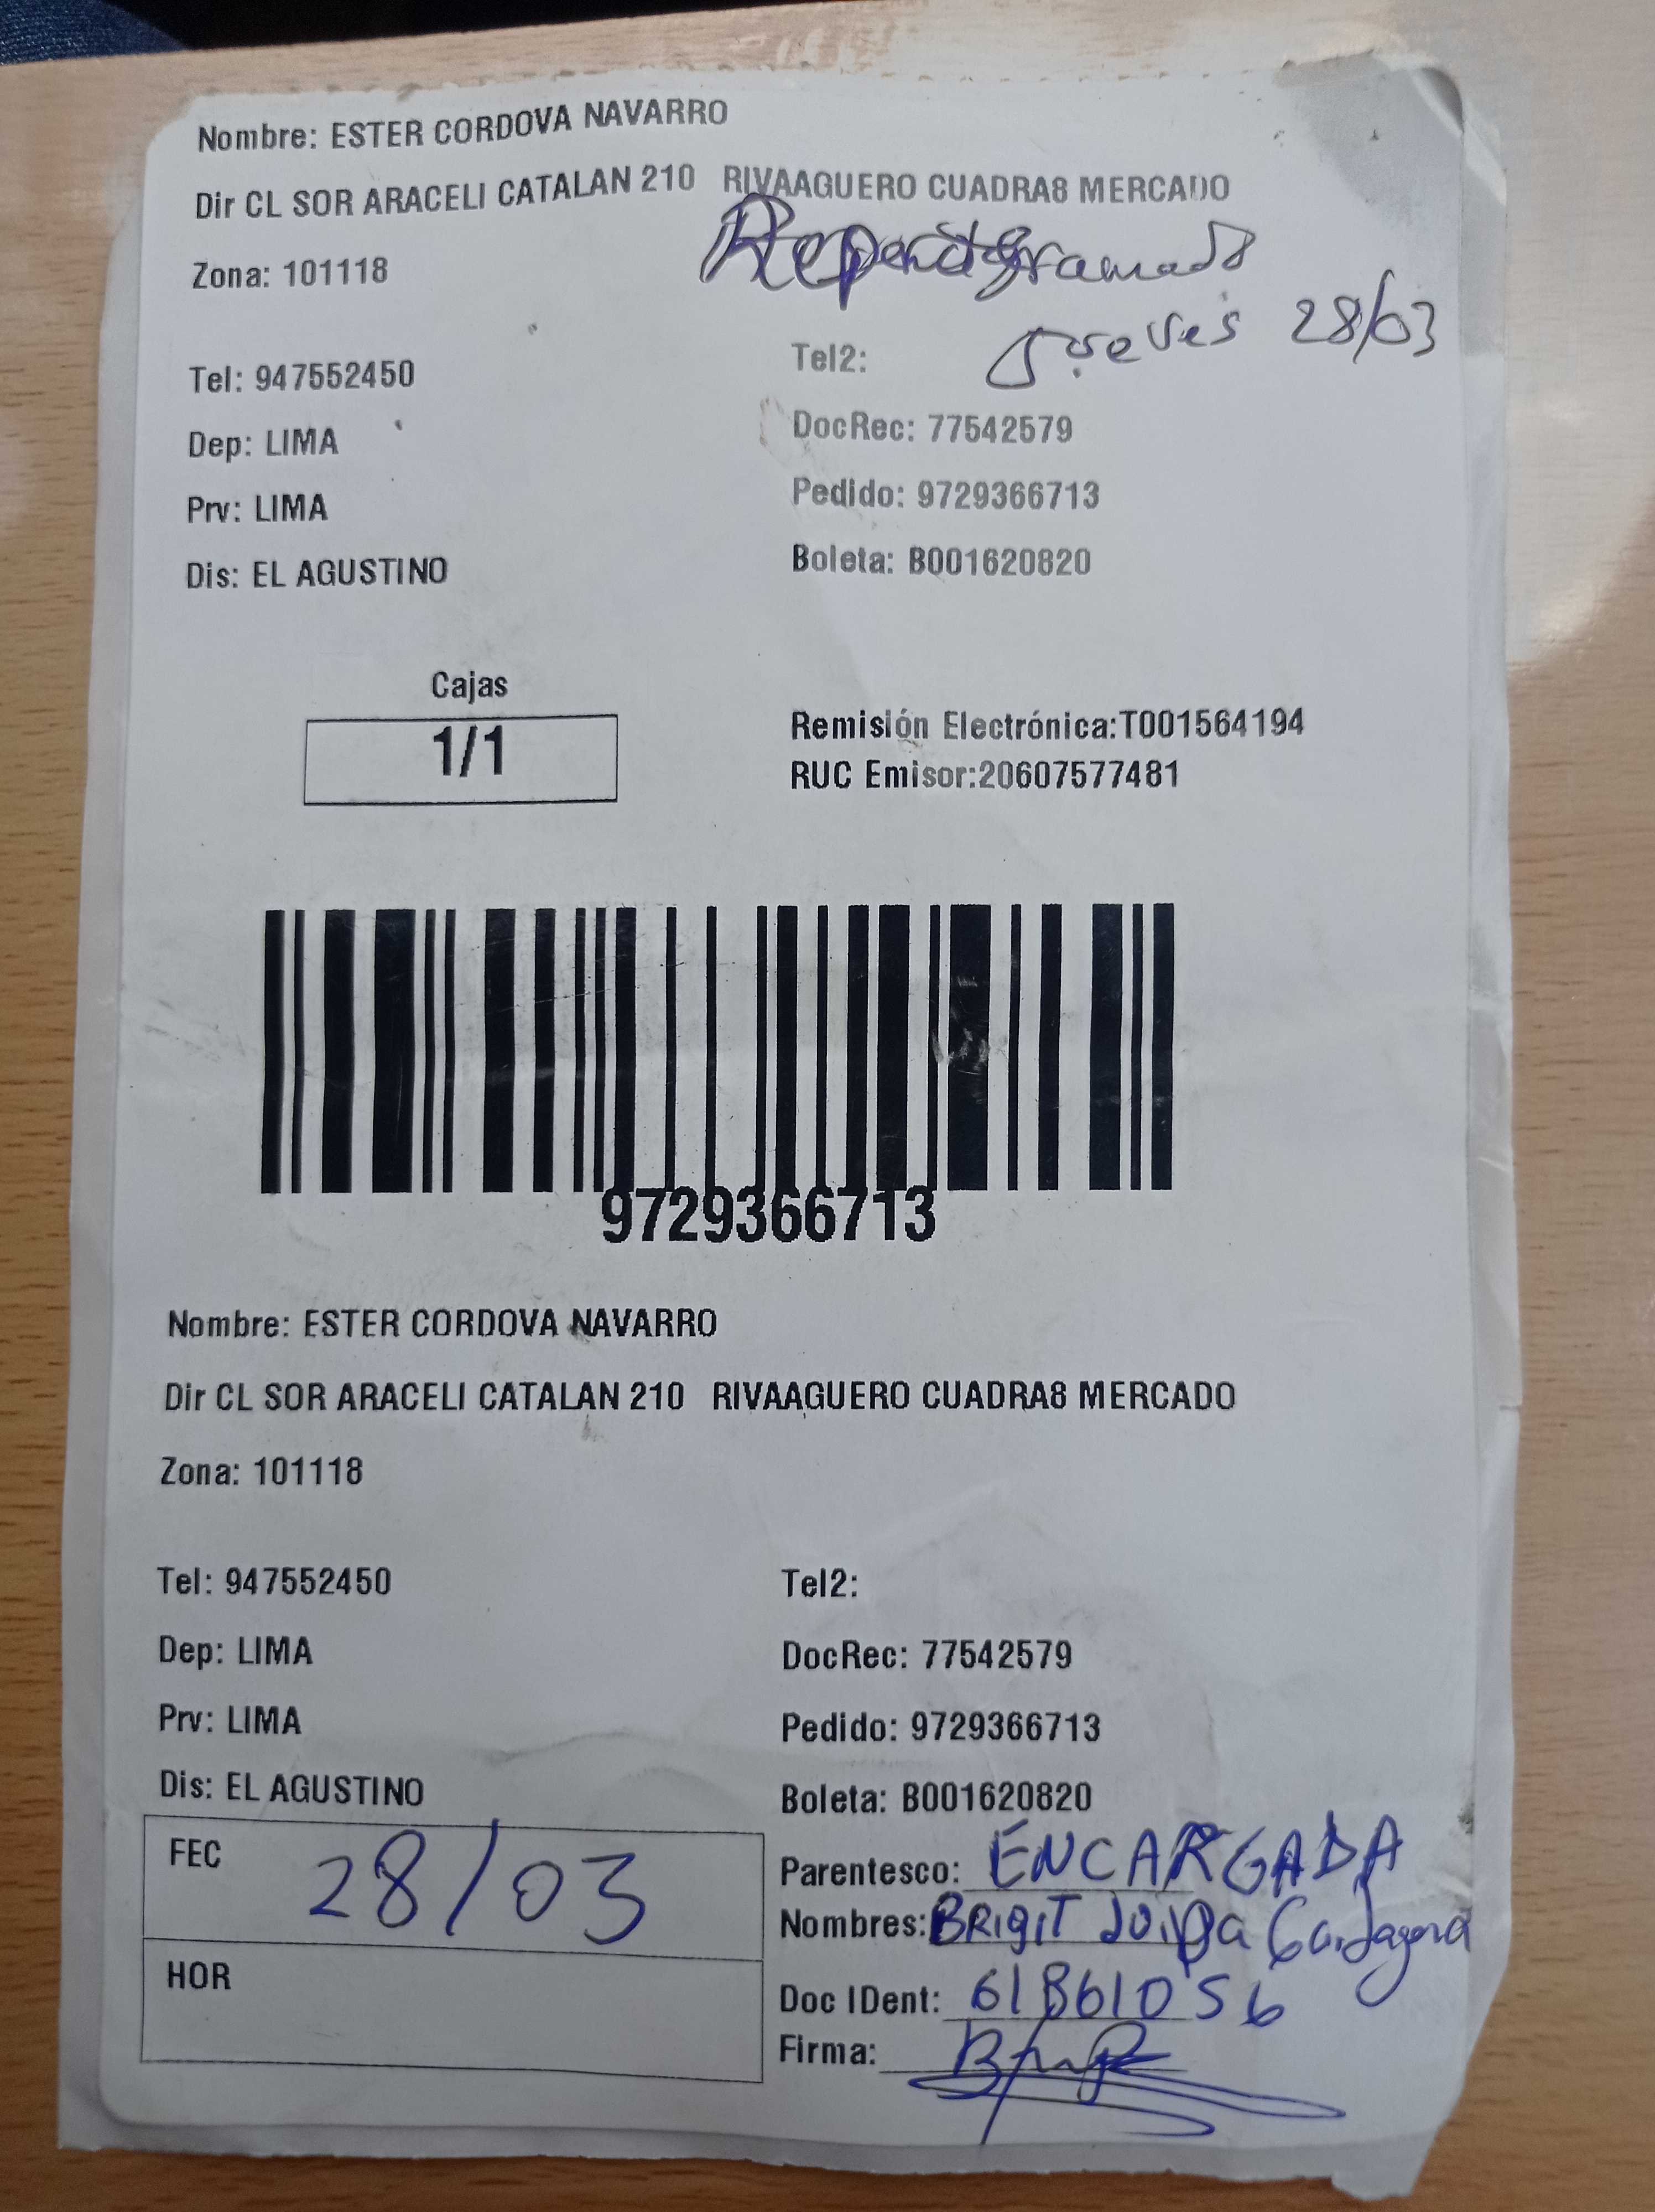 Nombre: ESTER CORDOVA NAVARRO
Dir CL SOR ARACELI CATALAN 210 RIVAAGUERO CUADRA8 MERCADO
Zona: 101118
Jueves 28/03
Tel: 947552450 Tel2:
Dep: LIMA DocRec: 77542579
Prv: LIMA Pedido: 9729366713
Dis: EL AGUSTINO Boleta: B001620820
Cajas
1/1
Remisión Electrónica:T001564194
RUC Emisor:20607577481
9729366713
Nombre: ESTER CORDOVA NAVARRO
Dir CL SOR ARACELI CATALAN 210 RIVAAGUERO CUADRA8 MERCADO
Zona: 101118
Tel: 947552450 Tel2:
Dep: LIMA DocRec: 77542579
Prv: LIMA Pedido: 9729366713
Dis: EL AGUSTINO Boleta: B001620820
FEC 28/03
HOR
Parentesco: ENCARGADA
Nombres: BRIGIT
Doc IDent: 61861056
Firma: